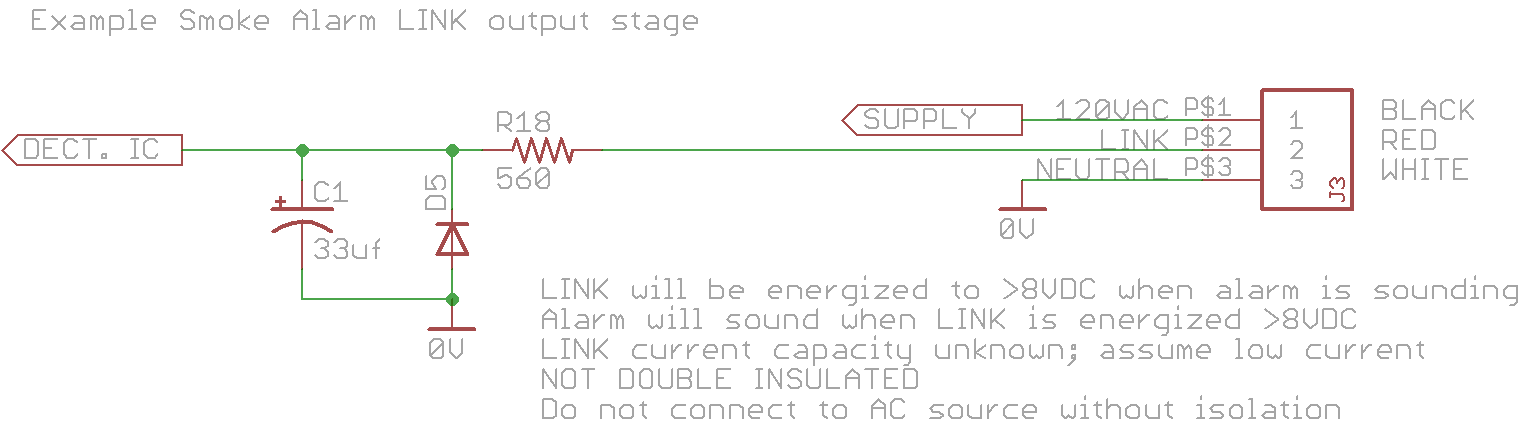 Example Smoke Alarm LINK output stage
DECT. IC
C1
33uf
D5
0V
R18
560
SUPPLY
120VAC P$1 1 BLACK
LINK P$2 2 RED
NEUTRAL P$3 3 WHITE
J3
0V
LINK will be energized to >8VDC when alarm is sounding
Alarm will sound when LINK is energized >8VDC
LINK current capacity unknown; assume low current
NOT DOUBLE INSULATED
Do not connect to AC source without isolation